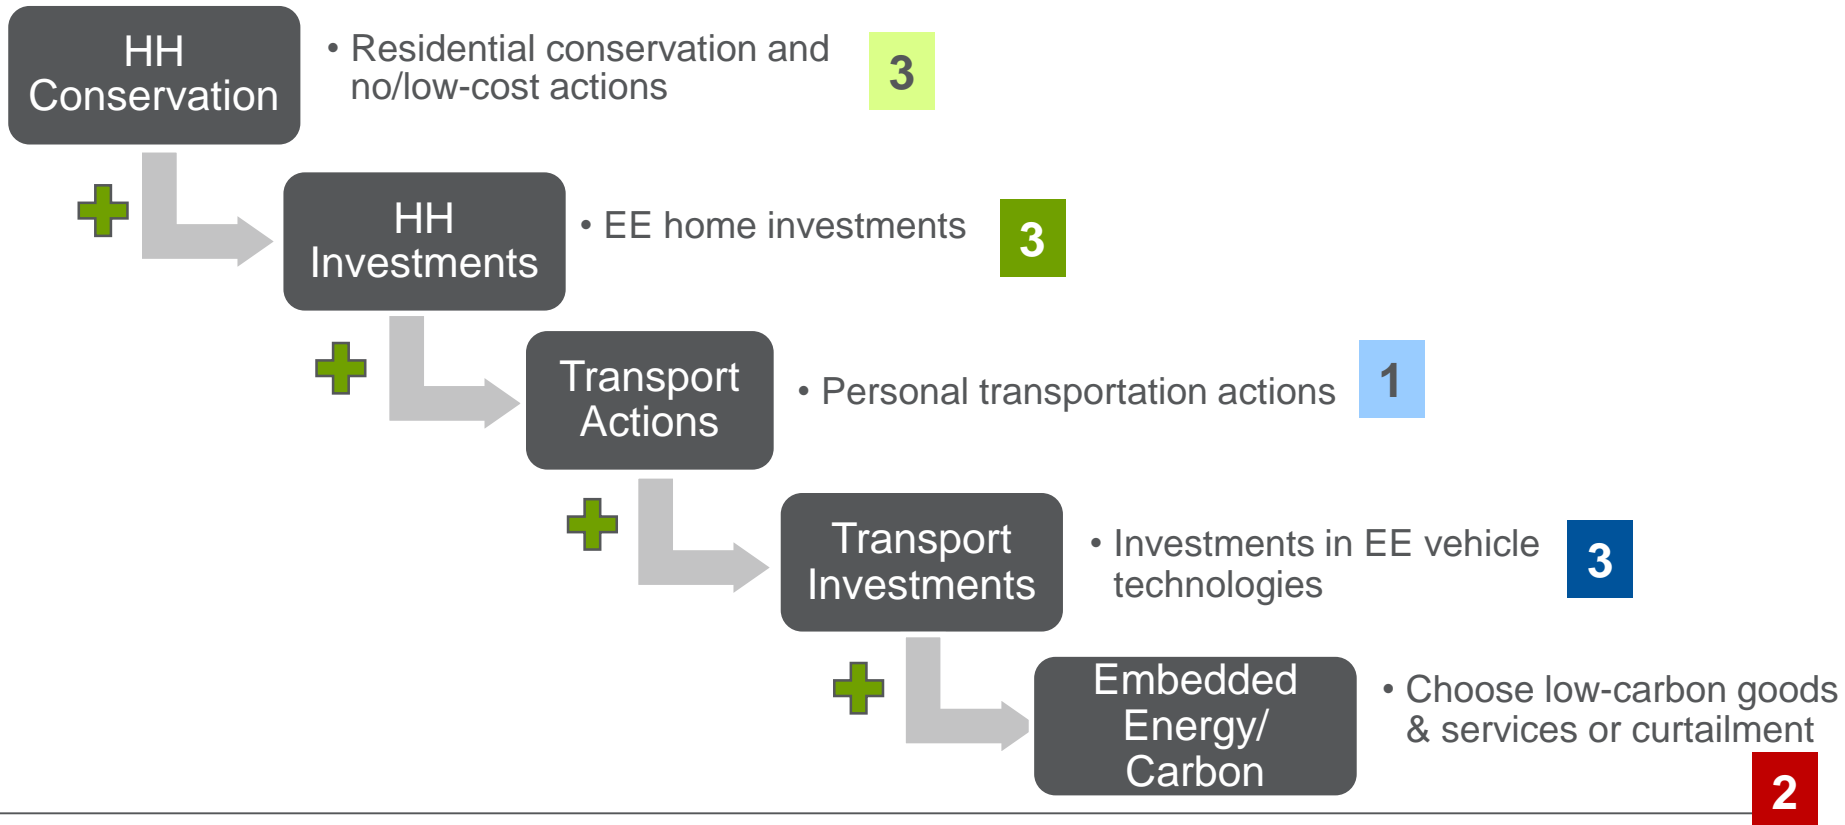 HH
Conservation
• Residential conservation and
no/low-cost actions
3
HH
Investments
• EE home investments
3
Transport
Actions
• Personal transportation actions
1
Transport
Investments
• Investments in EE vehicle
technologies
3
Embedded
Energy/
Carbon
• Choose low-carbon goods
& services or curtailment
2